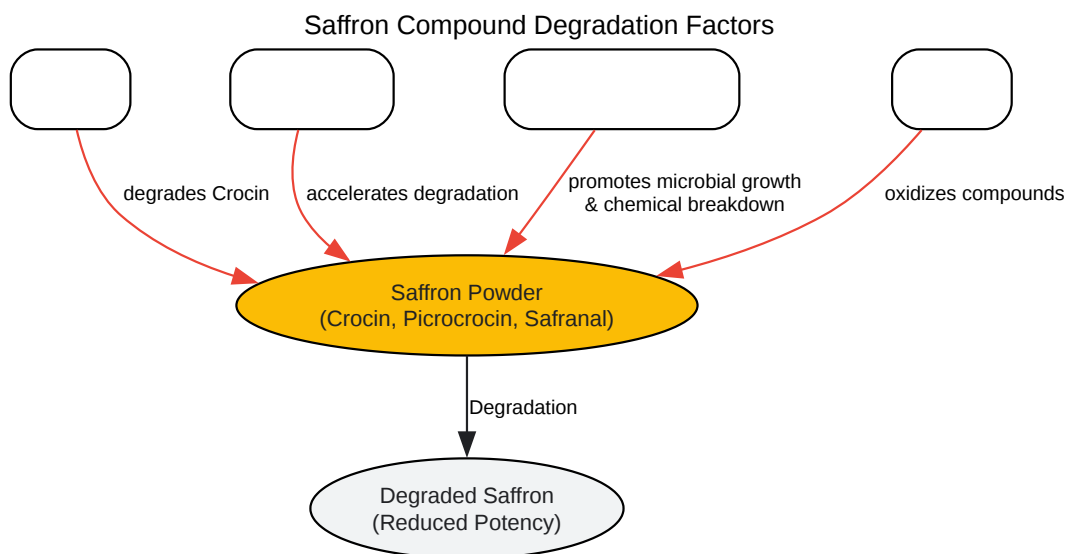 Saffron Compound Degradation Factors
degrades Crocin
accelerates degradation
promotes microbial growth
& chemical breakdown
oxidizes compounds
Saffron Powder
(Crocin, Picrocrocin, Safranal)
Degradation
Degraded Saffron
(Reduced Potency)